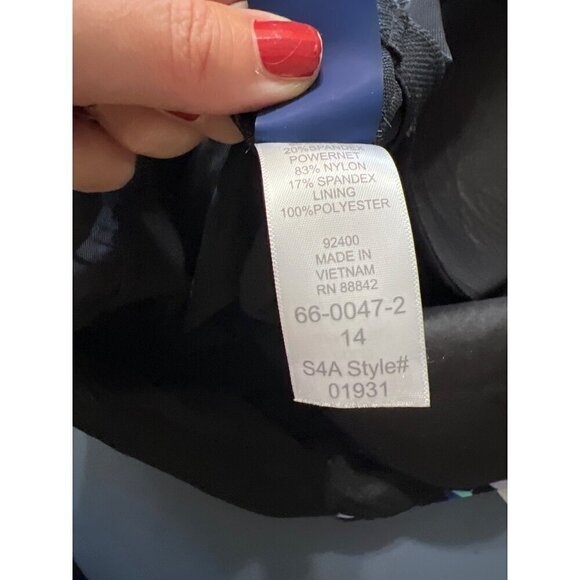 20%SPANDEX
POWERNET
83% NYLON
17% SPANDEX
LINING
100%POLYESTER
92400
MADE IN
VIETNAM
RN 88842
66-0047-2
14
S4A Style#
01931